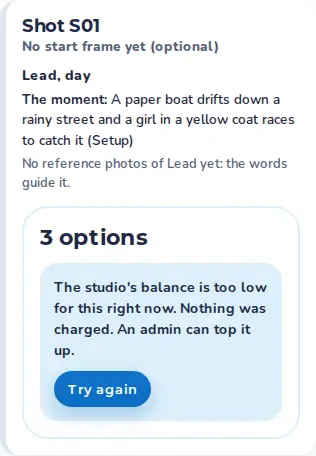 Shot S01
No start frame yet (optional)
Lead, day
The moment: A paper boat drifts down a
rainy street and a girl in a yellow coat races
to catch it (Setup)
No reference photos of Lead yet: the words
guide it.
3 options
The studio's balance is too low
for this right now. Nothing was
charged. An admin can top it
up.
Try again